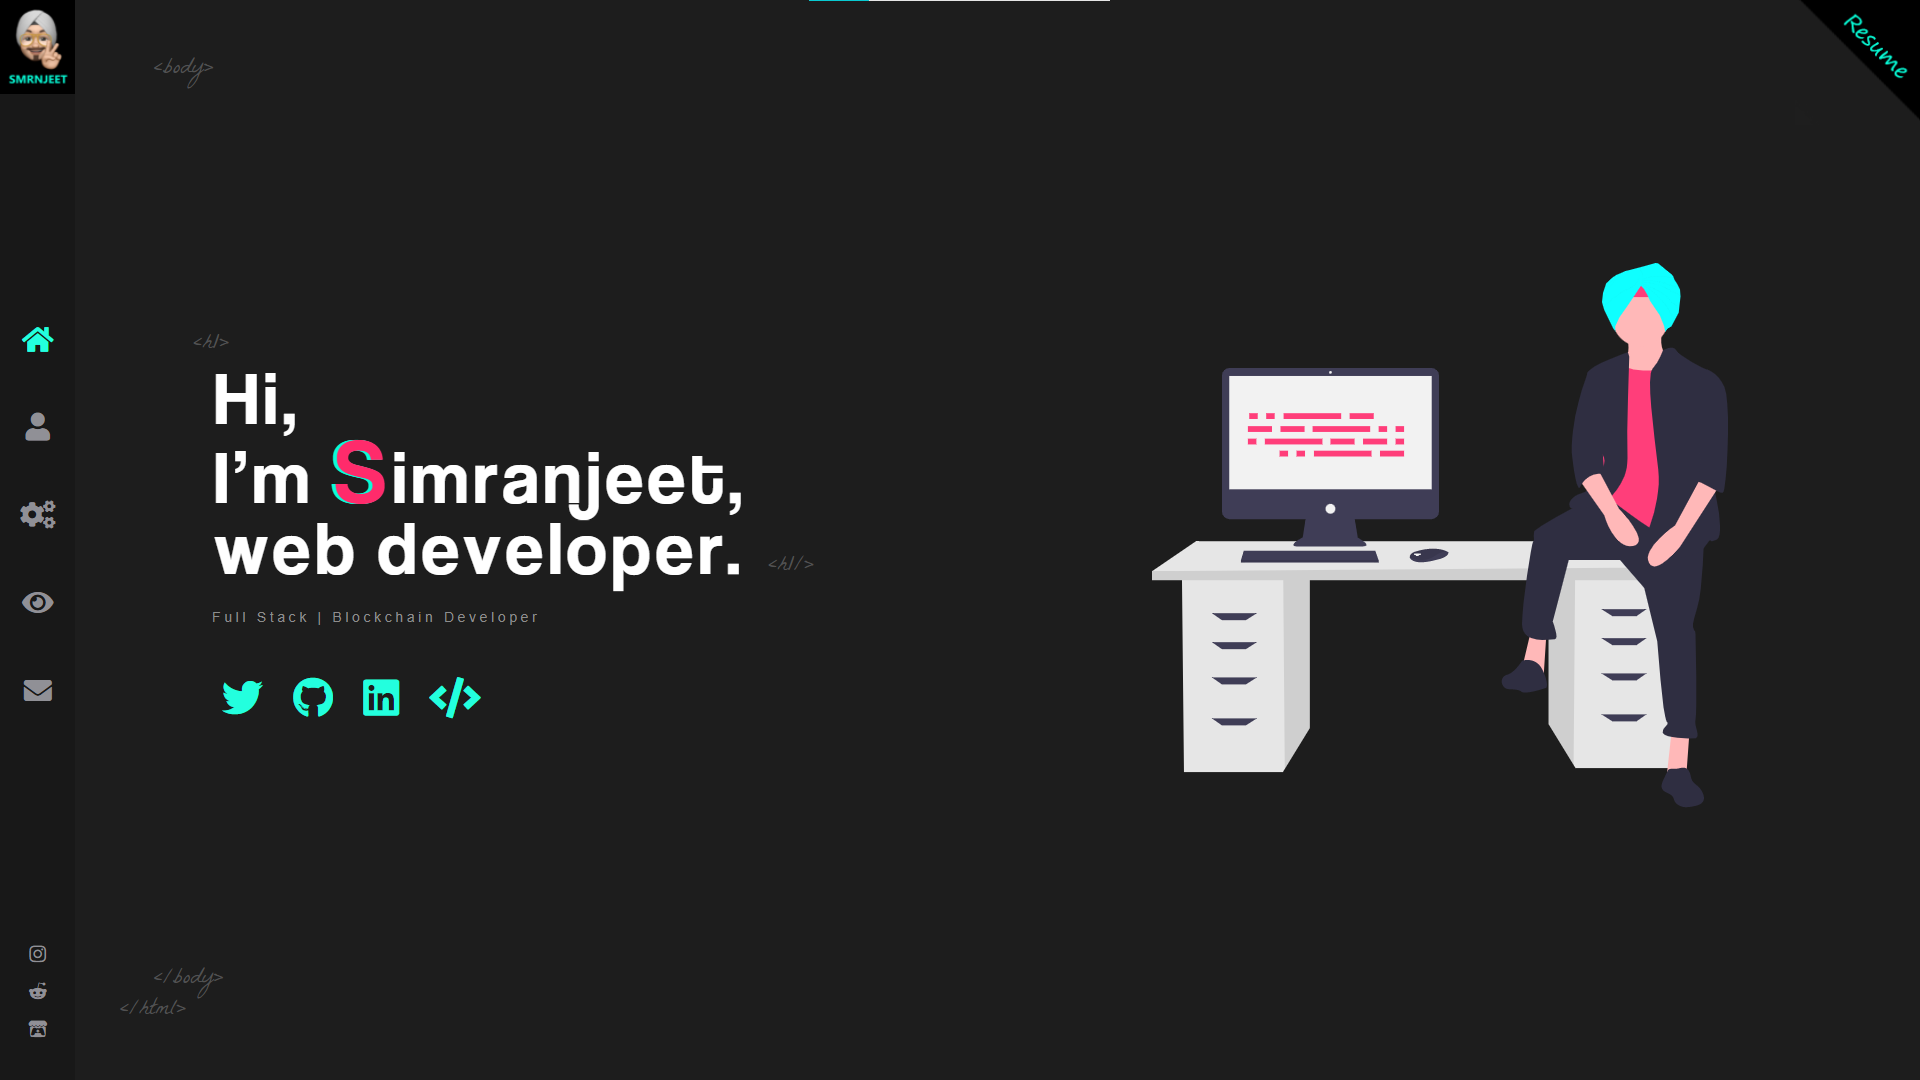 SMRNJEET
Resume
<body>
<h1>
Hi,
I'm Simranjeet,
web developer.
<h1/>
Full Stack | Blockchain Developer
</>
</body>
</html>